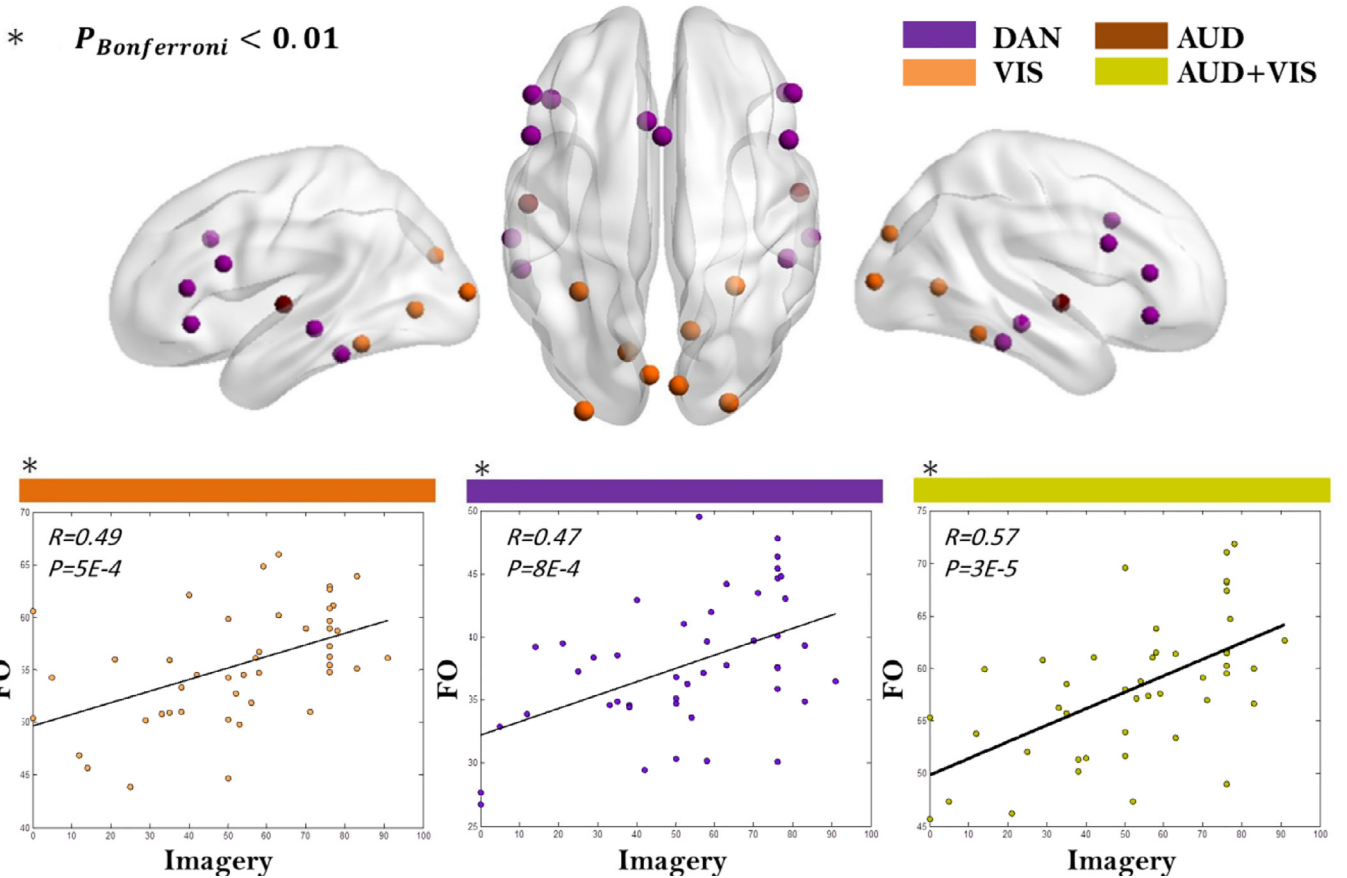 * P_Bonferroni < 0.01
DAN AUD
VIS AUD+VIS
* * *
R=0.49
P=5E-4
70
65
60
55
50
45
40
0 10 20 30 40 50 60 70 80 90 100
FO
Imagery
R=0.47
P=8E-4
50
45
40
35
30
25
0 10 20 30 40 50 60 70 80 90 100
FO
Imagery
R=0.57
P=3E-5
75
70
65
60
55
50
45
0 10 20 30 40 50 60 70 80 90 100
FO
Imagery